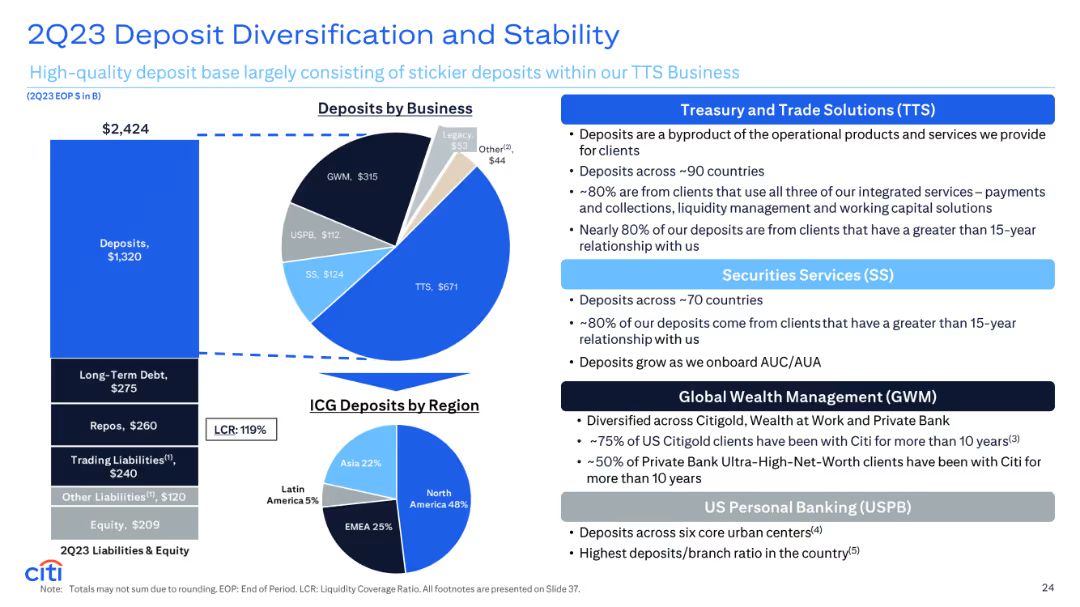 2Q23 Deposit Diversification and Stability
High-quality deposit base largely consisting of stickier deposits within our TTS Business
(2Q23 EOP $ in B)
$2,424
Deposits,
$1,320
Long-Term Debt,
$275
Repos, $260
Trading Liabilities(1),
$240
Other Liabilities(1), $120
Equity, $209
2Q23 Liabilities & Equity
LCR: 119%
Deposits by Business
GWM, $315
Legacy,
$53
Other(2),
$44
USPB, $112
SS, $124
TTS, $671
ICG Deposits by Region
Asia 22%
Latin
America 5%
North
America 48%
EMEA 25%
Treasury and Trade Solutions (TTS)
• Deposits are a byproduct of the operational products and services we provide
for clients
• Deposits across ~90 countries
• ~80% are from clients that use all three of our integrated services – payments
and collections, liquidity management and working capital solutions
• Nearly 80% of our deposits are from clients that have a greater than 15-year
relationship with us
Securities Services (SS)
• Deposits across ~70 countries
• ~80% of our deposits come from clients that have a greater than 15-year
relationship with us
• Deposits grow as we onboard AUC/AUA
Global Wealth Management (GWM)
• Diversified across Citigold, Wealth at Work and Private Bank
• ~75% of US Citigold clients have been with Citi for more than 10 years(3)
• ~50% of Private Bank Ultra-High-Net-Worth clients have been with Citi for
more than 10 years
US Personal Banking (USPB)
• Deposits across six core urban centers(4)
• Highest deposits/branch ratio in the country(5)
citi
Note: Totals may not sum due to rounding. EOP: End of Period. LCR: Liquidity Coverage Ratio. All footnotes are presented on Slide 37.
24